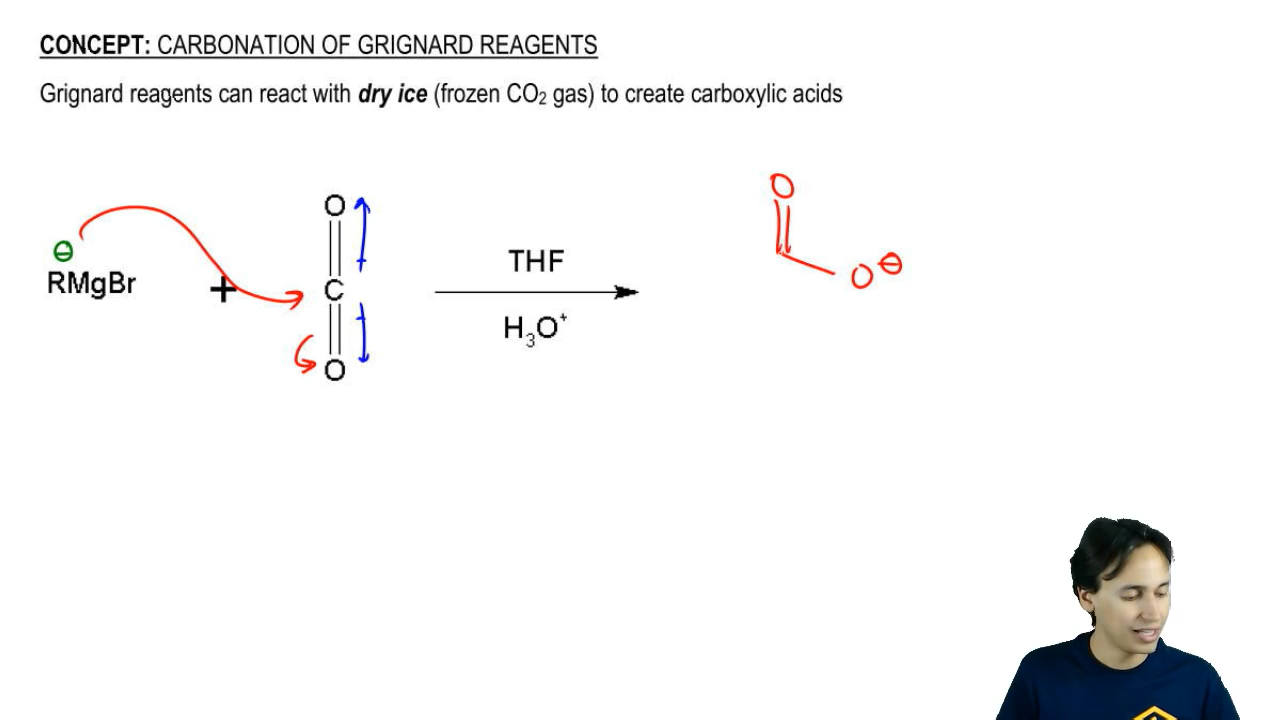 CONCEPT: CARBONATION OF GRIGNARD REAGENTS
Grignard reagents can react with dry ice (frozen CO₂ gas) to create carboxylic acids
O
O
⊖
RMgBr
+
C
THF
O ⊖
H₃O⁺
O